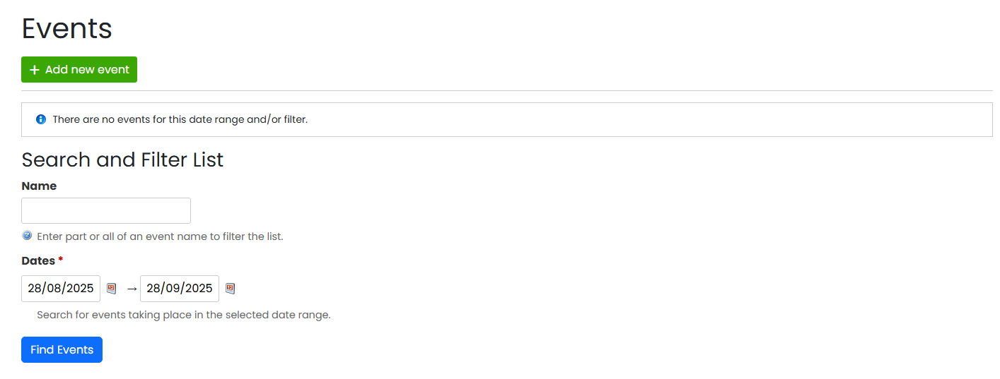 Events
+ Add new event
There are no events for this date range and/or filter.
Search and Filter List
Name
Enter part or all of an event name to filter the list.
Dates *
28/08/2025 → 28/09/2025
Search for events taking place in the selected date range.
Find Events